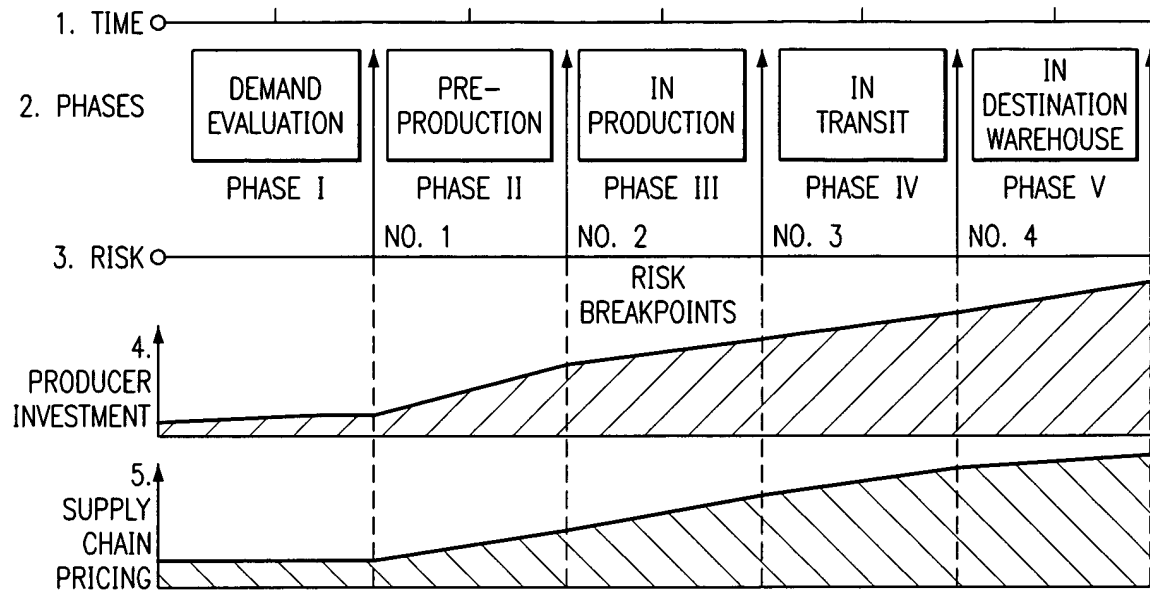 1. TIME
2. PHASES
DEMAND
EVALUATION
PHASE I
PRE-
PRODUCTION
PHASE II
IN
PRODUCTION
PHASE III
IN
TRANSIT
PHASE IV
IN
DESTINATION
WAREHOUSE
PHASE V
3. RISK
NO. 1
NO. 2
NO. 3
NO. 4
RISK
BREAKPOINTS
4.
PRODUCER
INVESTMENT
5.
SUPPLY
CHAIN
PRICING